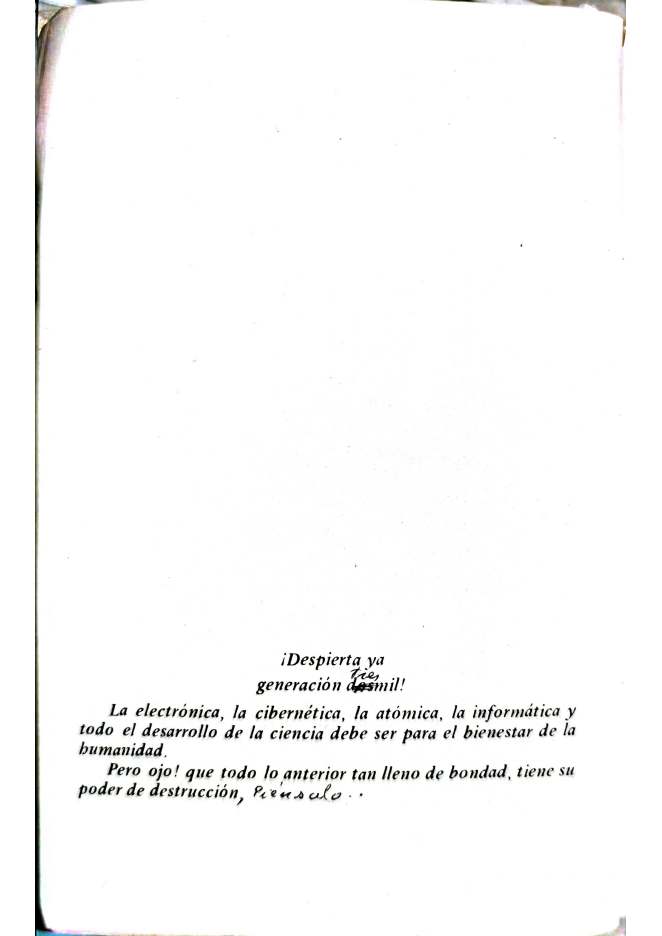 ¡Despierta ya
tres
generación dosmil!
La electrónica, la cibernética, la atómica, la informática y
todo el desarrollo de la ciencia debe ser para el bienestar de la
humanidad.
Pero ojo! que todo lo anterior tan lleno de bondad, tiene su
poder de destrucción, Piénsalo..